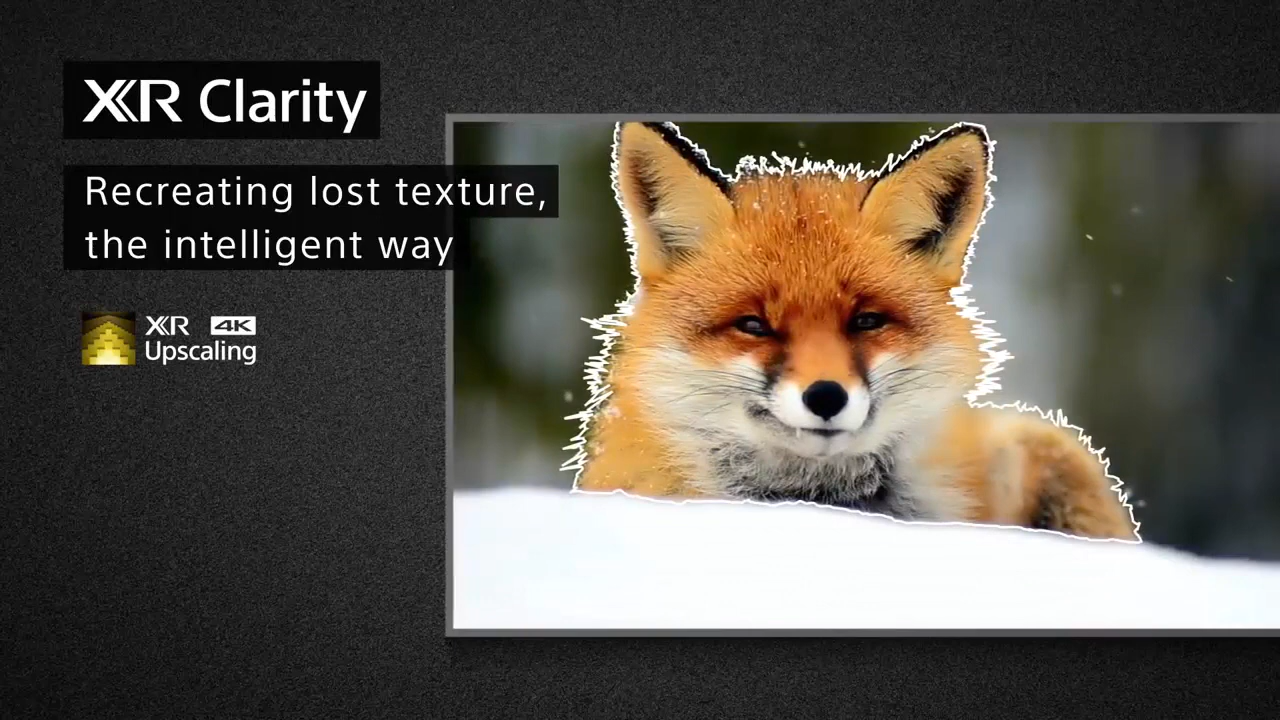 XR Clarity
Recreating lost texture,
the intelligent way
XR 4K
Upscaling